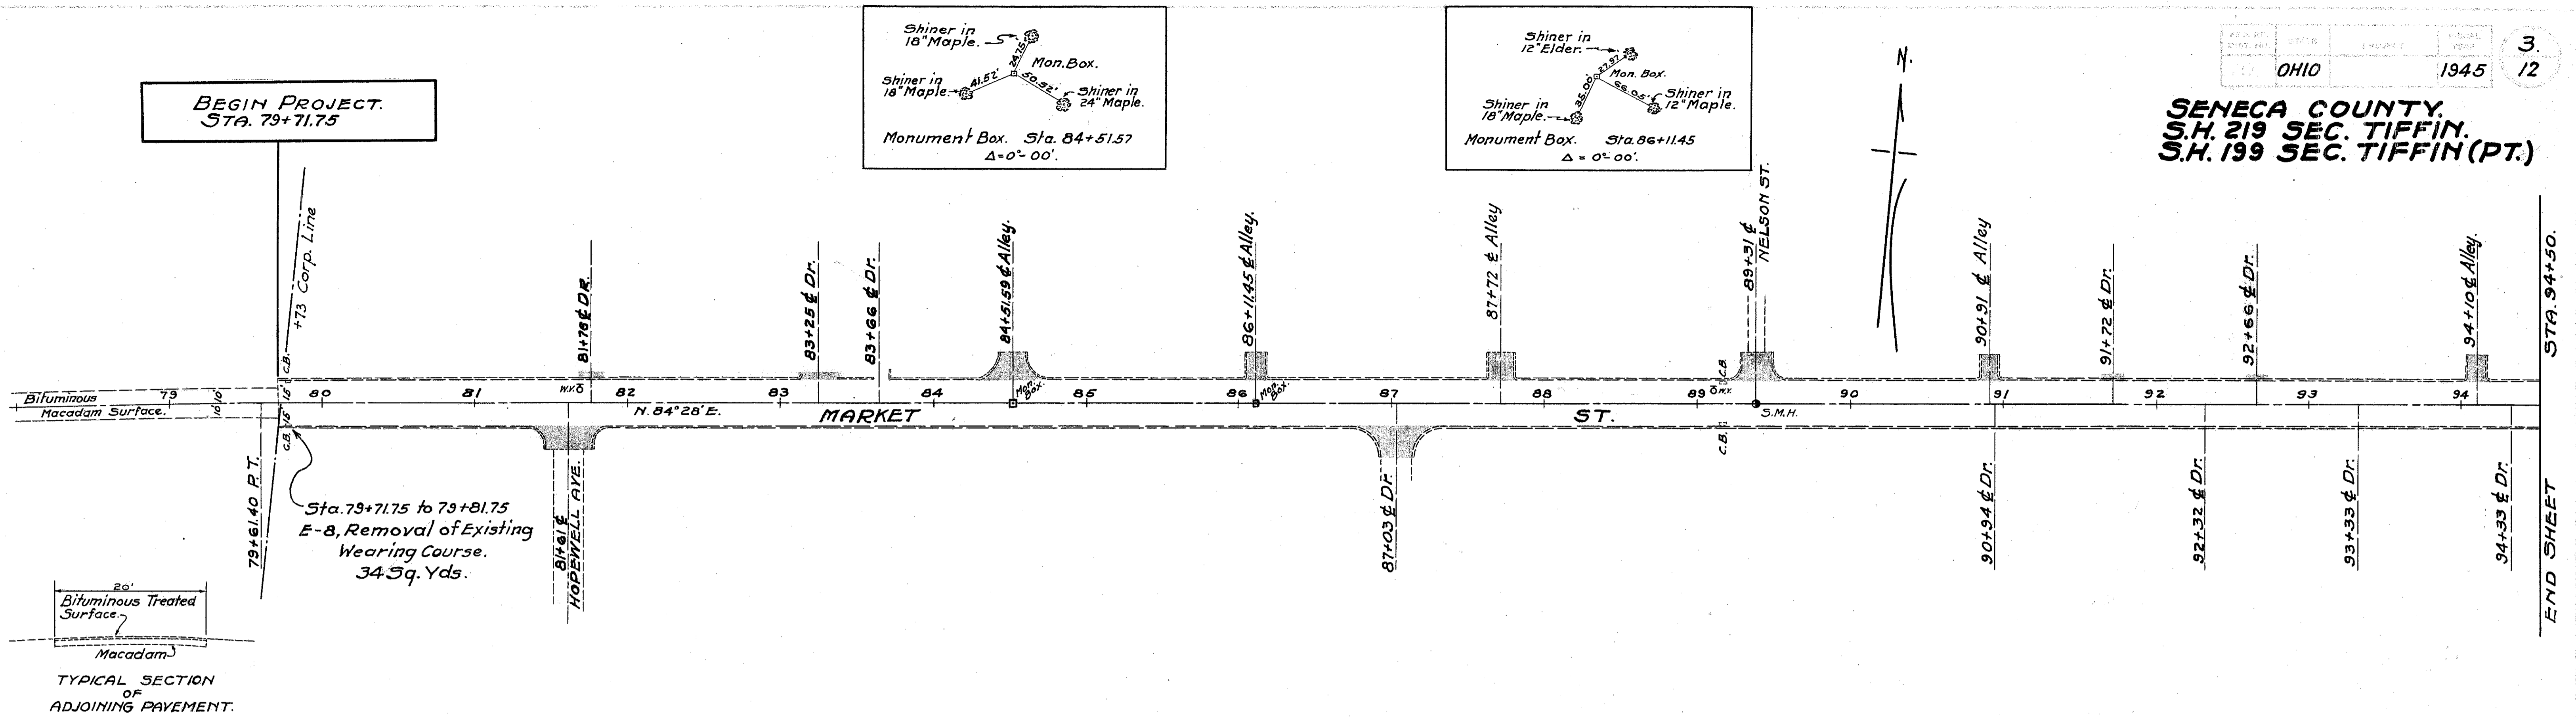 BEGIN PROJECT.
STA. 79+71.75
Shiner in
18" Maple.
24.75'
Mon. Box.
Shiner in
18" Maple.
41.52'
50.52'
Shiner in
24" Maple.
Monument Box. Sta. 84+51.57
Δ=0°-00'.
Shiner in
12" Elder.
27.97'
Mon. Box.
35.00'
66.05'
Shiner in
12" Maple.
Shiner in
18" Maple.
Monument Box. Sta. 86+11.45
Δ = 0°-00'.
N.
STATE
OHIO
FISCAL
YEAR
1945
3.
12
SENECA COUNTY.
S.H. 219 SEC. TIFFIN.
S.H. 199 SEC. TIFFIN (PT.)
+73 Corp. Line
81+76 ℄ DR.
83+25 ℄ Dr.
83+66 ℄ Dr.
84+51.59 ℄ Alley.
86+11.45 ℄ Alley.
87+72 ℄ Alley
89+31 ℄
NELSON ST.
90+91 ℄ Alley
91+72 ℄ Dr.
92+66 ℄ Dr.
94+10 ℄ Alley.
STA. 94+50.
END SHEET
C.B.
W.V.
Mon.
Box.
Mon.
Box.
C.B.
W.V.
Bituminous
Macadam Surface.
79
10' 10'
15' 15'
80
81
82
83
84
85
86
87
88
89
90
91
92
93
94
N. 84°28' E.
MARKET
ST.
S.M.H.
C.B.
C.B.
79+61.40 P.T.
Sta. 79+71.75 to 79+81.75
E-8, Removal of Existing
Wearing Course.
34 Sq. Yds.
81+61 ℄
HOPEWELL AVE.
87+03 ℄ Dr.
90+94 ℄ Dr.
92+32 ℄ Dr.
93+33 ℄ Dr.
94+33 ℄ Dr.
20'
Bituminous Treated
Surface.
Macadam
TYPICAL SECTION
OF
ADJOINING PAVEMENT.